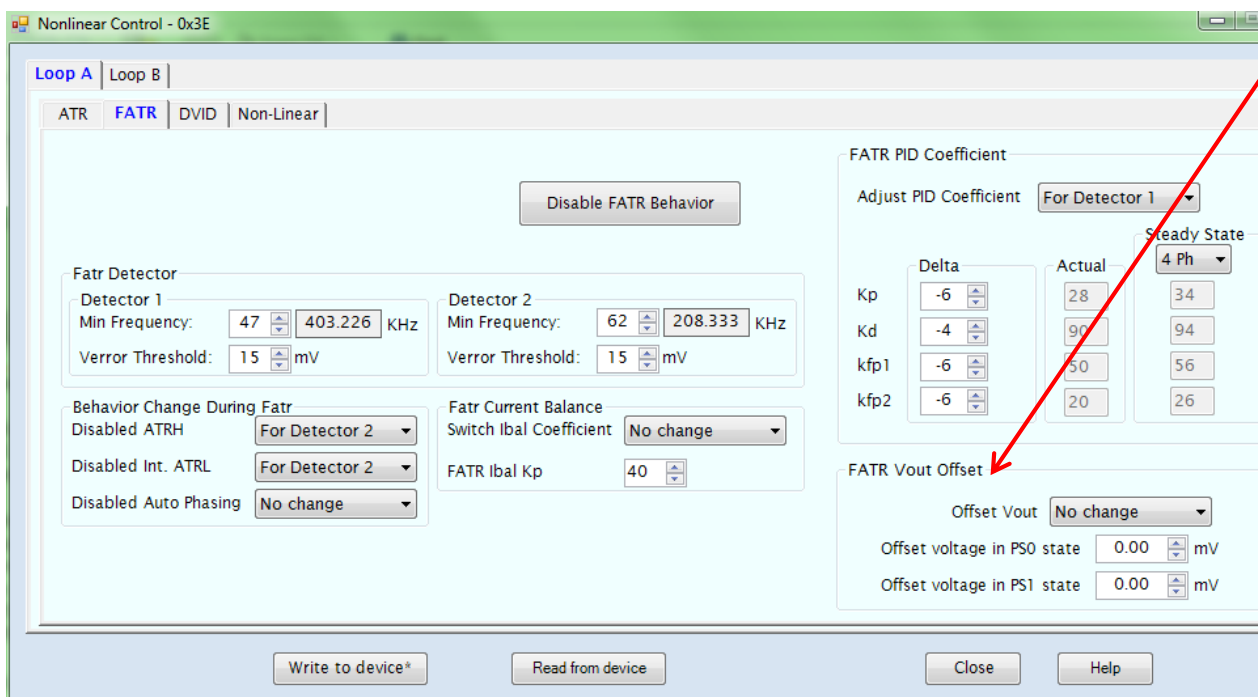 Nonlinear Control - 0x3E
Loop A Loop B
ATR FATR DVID Non-Linear
Disable FATR Behavior
Fatr Detector
Detector 1
Min Frequency: 47 403.226 KHz
Verror Threshold: 15 mV
Detector 2
Min Frequency: 62 208.333 KHz
Verror Threshold: 15 mV
Behavior Change During Fatr
Disabled ATRH For Detector 2
Disabled Int. ATRL For Detector 2
Disabled Auto Phasing No change
Fatr Current Balance
Switch Ibal Coefficient No change
FATR Ibal Kp 40
FATR PID Coefficient
Adjust PID Coefficient For Detector 1
Steady State
Delta Actual 4 Ph
Kp -6 28 34
Kd -4 90 94
kfp1 -6 50 56
kfp2 -6 20 26
FATR Vout Offset
Offset Vout No change
Offset voltage in PS0 state 0.00 mV
Offset voltage in PS1 state 0.00 mV
Write to device* Read from device Close Help